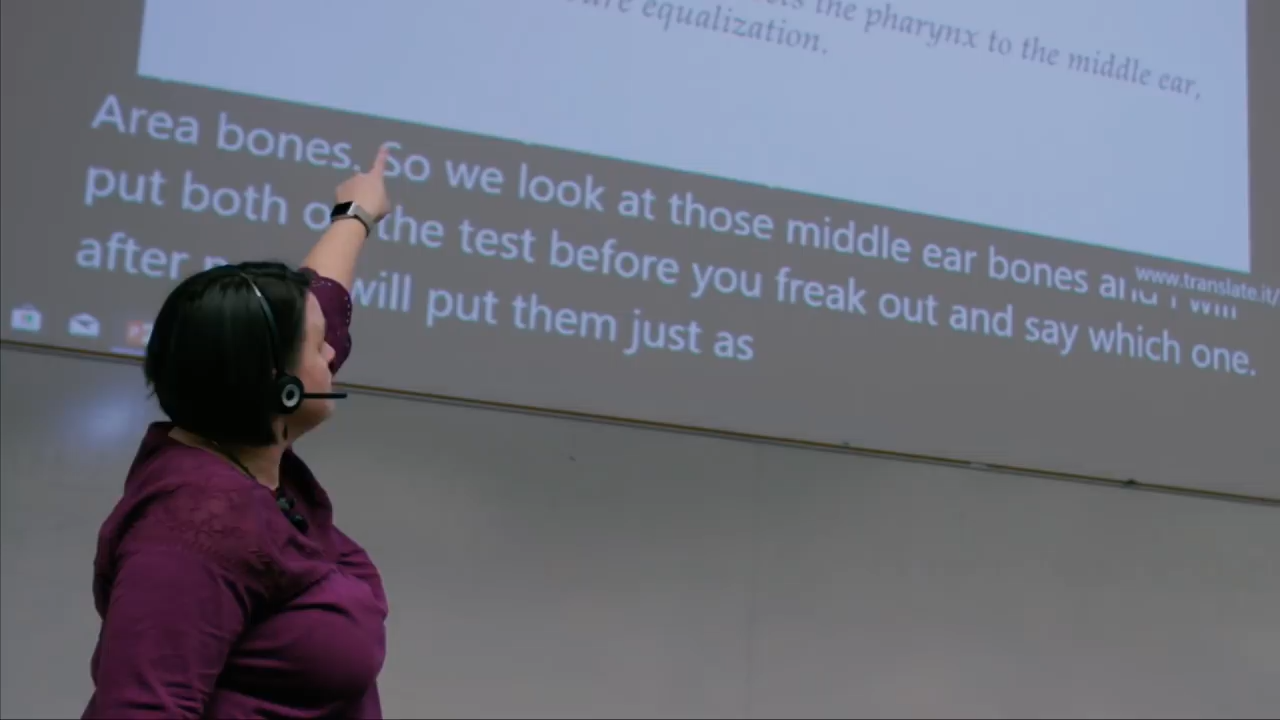 the pharynx to the middle ear,
equalization.
Area bones. So we look at those middle ear bones and I will
put both of the test before you freak out and say which one.
after will put them just as
www.translate.it/